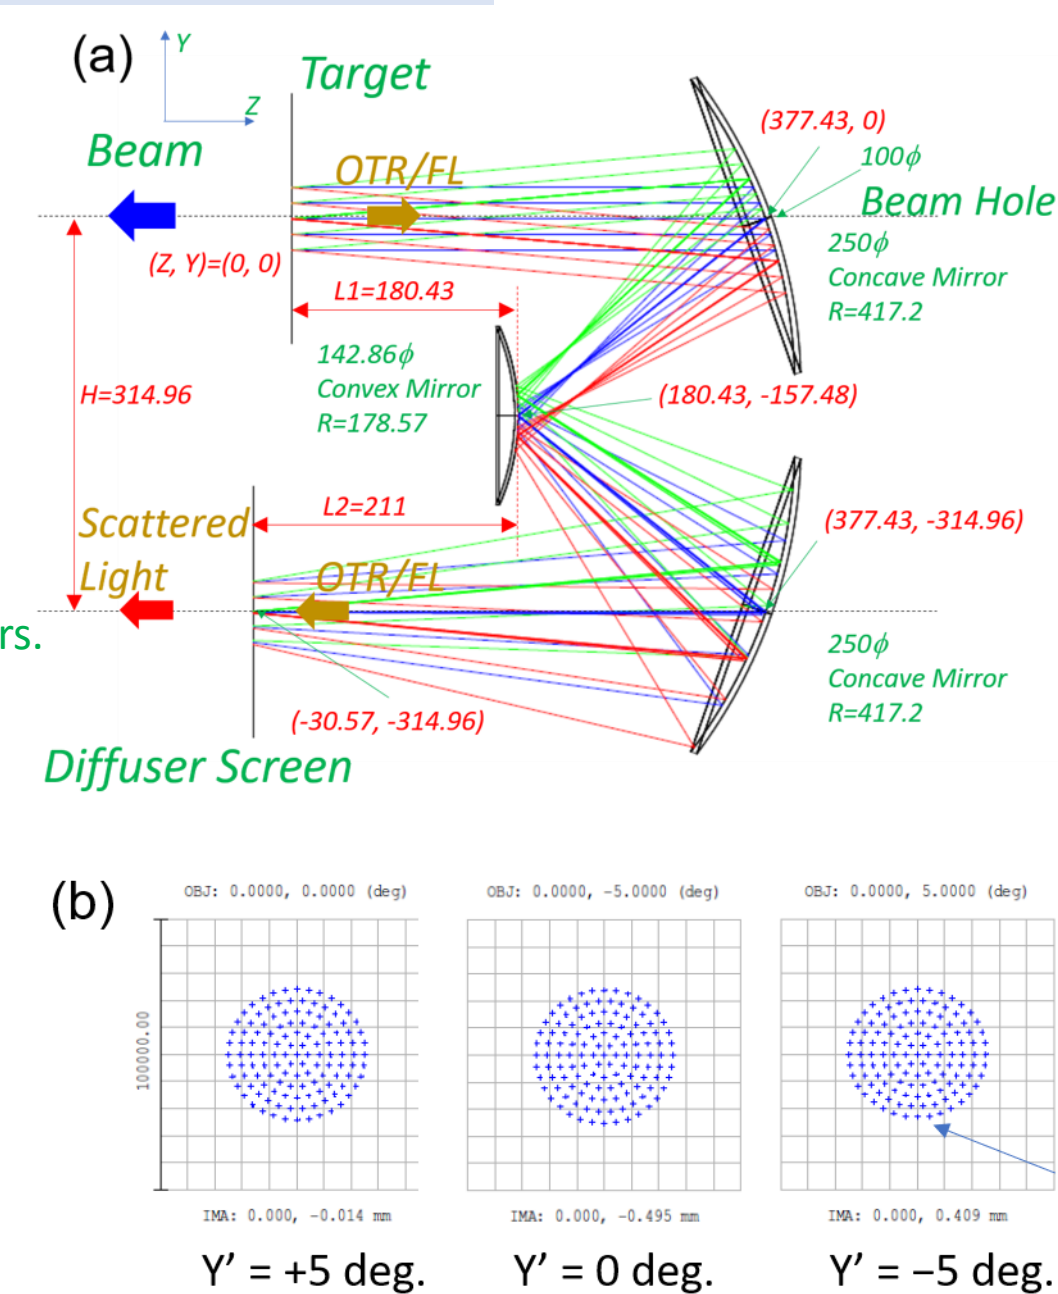 (a)
Y
Z
Target
Beam
OTR/FL
(377.43, 0)
100ϕ
Beam Hole
(Z, Y)=(0, 0)
250ϕ
Concave Mirror
R=417.2
L1=180.43
142.86ϕ
Convex Mirror
R=178.57
H=314.96
(180.43, -157.48)
L2=211
Scattered
Light
OTR/FL
(377.43, -314.96)
rs.
250ϕ
Concave Mirror
R=417.2
(-30.57, -314.96)
Diffuser Screen
(b)
OBJ: 0.0000, 0.0000 (deg)
OBJ: 0.0000, -5.0000 (deg)
OBJ: 0.0000, 5.0000 (deg)
100000.00
IMA: 0.000, -0.014 mm
IMA: 0.000, -0.495 mm
IMA: 0.000, 0.409 mm
Y' = +5 deg.
Y' = 0 deg.
Y' = −5 deg.